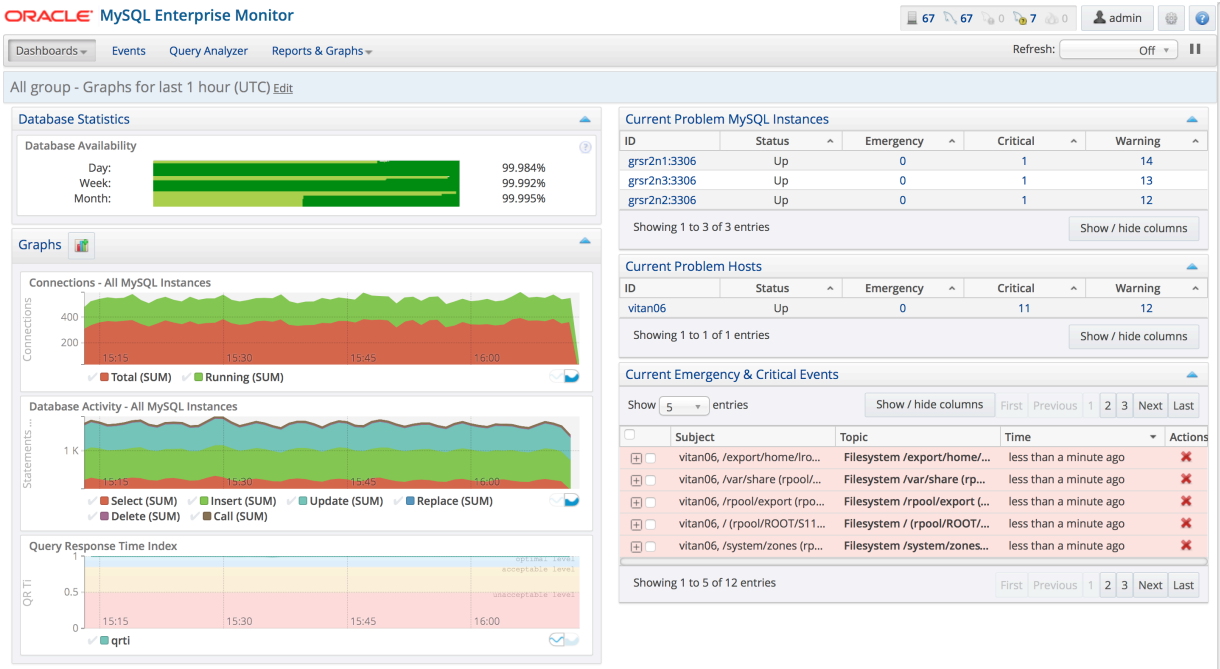 ORACLE® MySQL Enterprise Monitor
67 67 0 7 0 admin
Dashboards Events Query Analyzer Reports & Graphs Refresh: Off
All group - Graphs for last 1 hour (UTC) Edit
Database Statistics
Database Availability
Day: 99.984%
Week: 99.992%
Month: 99.995%
Graphs
Connections - All MySQL Instances
Connections
400
200
15:15 15:30 15:45 16:00
Total (SUM) Running (SUM)
Database Activity - All MySQL Instances
Statements ...
1 K
15:15 15:30 15:45 16:00
Select (SUM) Insert (SUM) Update (SUM) Replace (SUM)
Delete (SUM) Call (SUM)
Query Response Time Index
QR Ti
1
0.5
0
optimal level
acceptable level
unacceptable level
15:15 15:30 15:45 16:00
qrti
Current Problem MySQL Instances
ID Status Emergency Critical Warning
grsr2n1:3306 Up 0 1 14
grsr2n3:3306 Up 0 1 13
grsr2n2:3306 Up 0 1 12
Showing 1 to 3 of 3 entries Show / hide columns
Current Problem Hosts
ID Status Emergency Critical Warning
vitan06 Up 0 11 12
Showing 1 to 1 of 1 entries Show / hide columns
Current Emergency & Critical Events
Show 5 entries Show / hide columns First Previous 1 2 3 Next Last
Subject Topic Time Actions
vitan06, /export/home/lro... Filesystem /export/home/... less than a minute ago
vitan06, /var/share (rpool/... Filesystem /var/share (rp... less than a minute ago
vitan06, /rpool/export (rpo... Filesystem /rpool/export (... less than a minute ago
vitan06, / (rpool/ROOT/S11... Filesystem / (rpool/ROOT/... less than a minute ago
vitan06, /system/zones (rp... Filesystem /system/zones... less than a minute ago
Showing 1 to 5 of 12 entries First Previous 1 2 3 Next Last